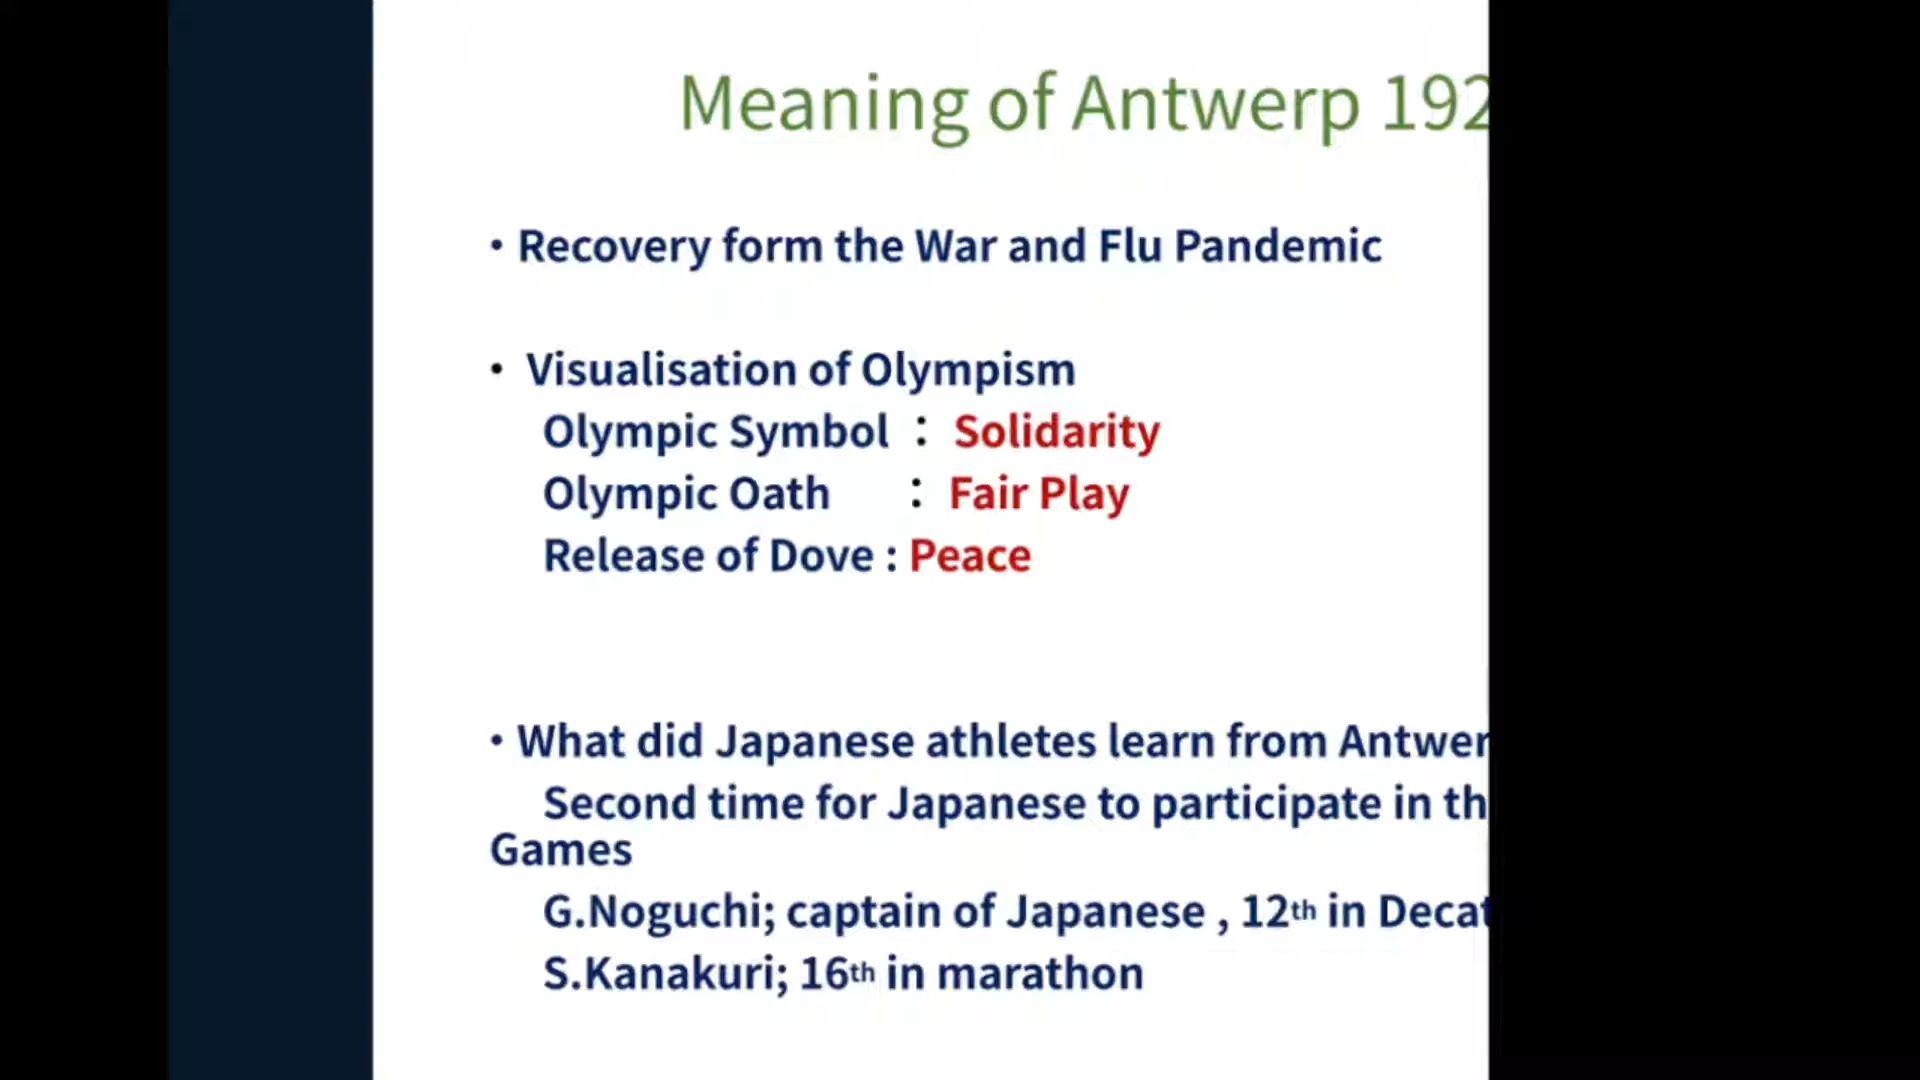 Meaning of Antwerp 192
• Recovery form the War and Flu Pandemic
• Visualisation of Olympism
Olympic Symbol : Solidarity
Olympic Oath : Fair Play
Release of Dove : Peace
• What did Japanese athletes learn from Antwer
Second time for Japanese to participate in th
Games
G.Noguchi; captain of Japanese , 12th in Decat
S.Kanakuri; 16th in marathon